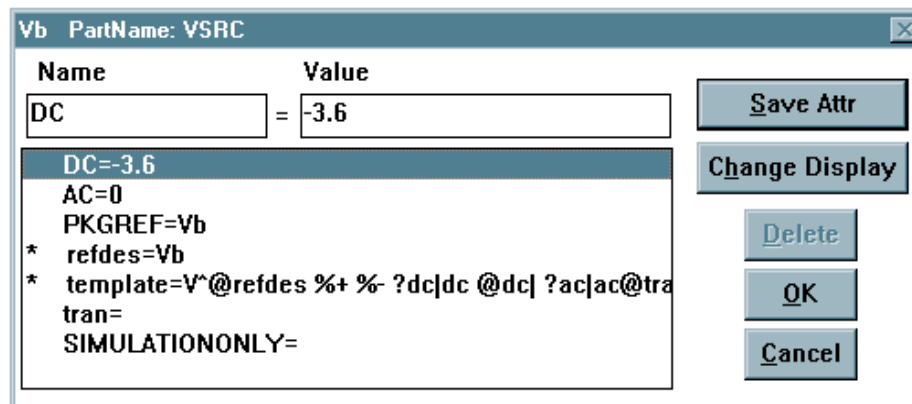 Vb PartName: VSRC
Name Value
DC = -3.6
Save Attr
DC=-3.6
Change Display
AC=0
PKGREF=Vb
* refdes=Vb
Delete
* template=V^@refdes %+ %- ?dc|dc @dc| ?ac|ac@tra
OK
tran=
SIMULATIONONLY=
Cancel